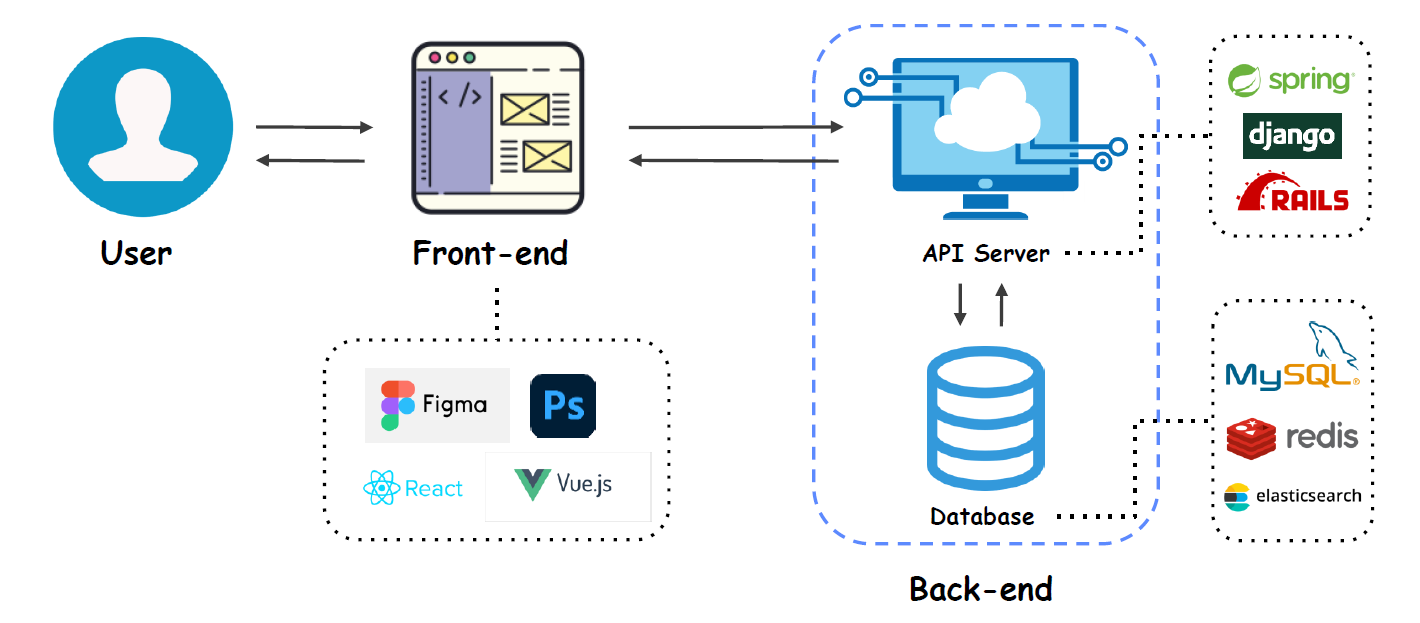 User
Front-end
</>
API Server
Database
Back-end
Figma
Ps
React
Vue.js
spring
django
RAILS
MySQL®
redis
elasticsearch